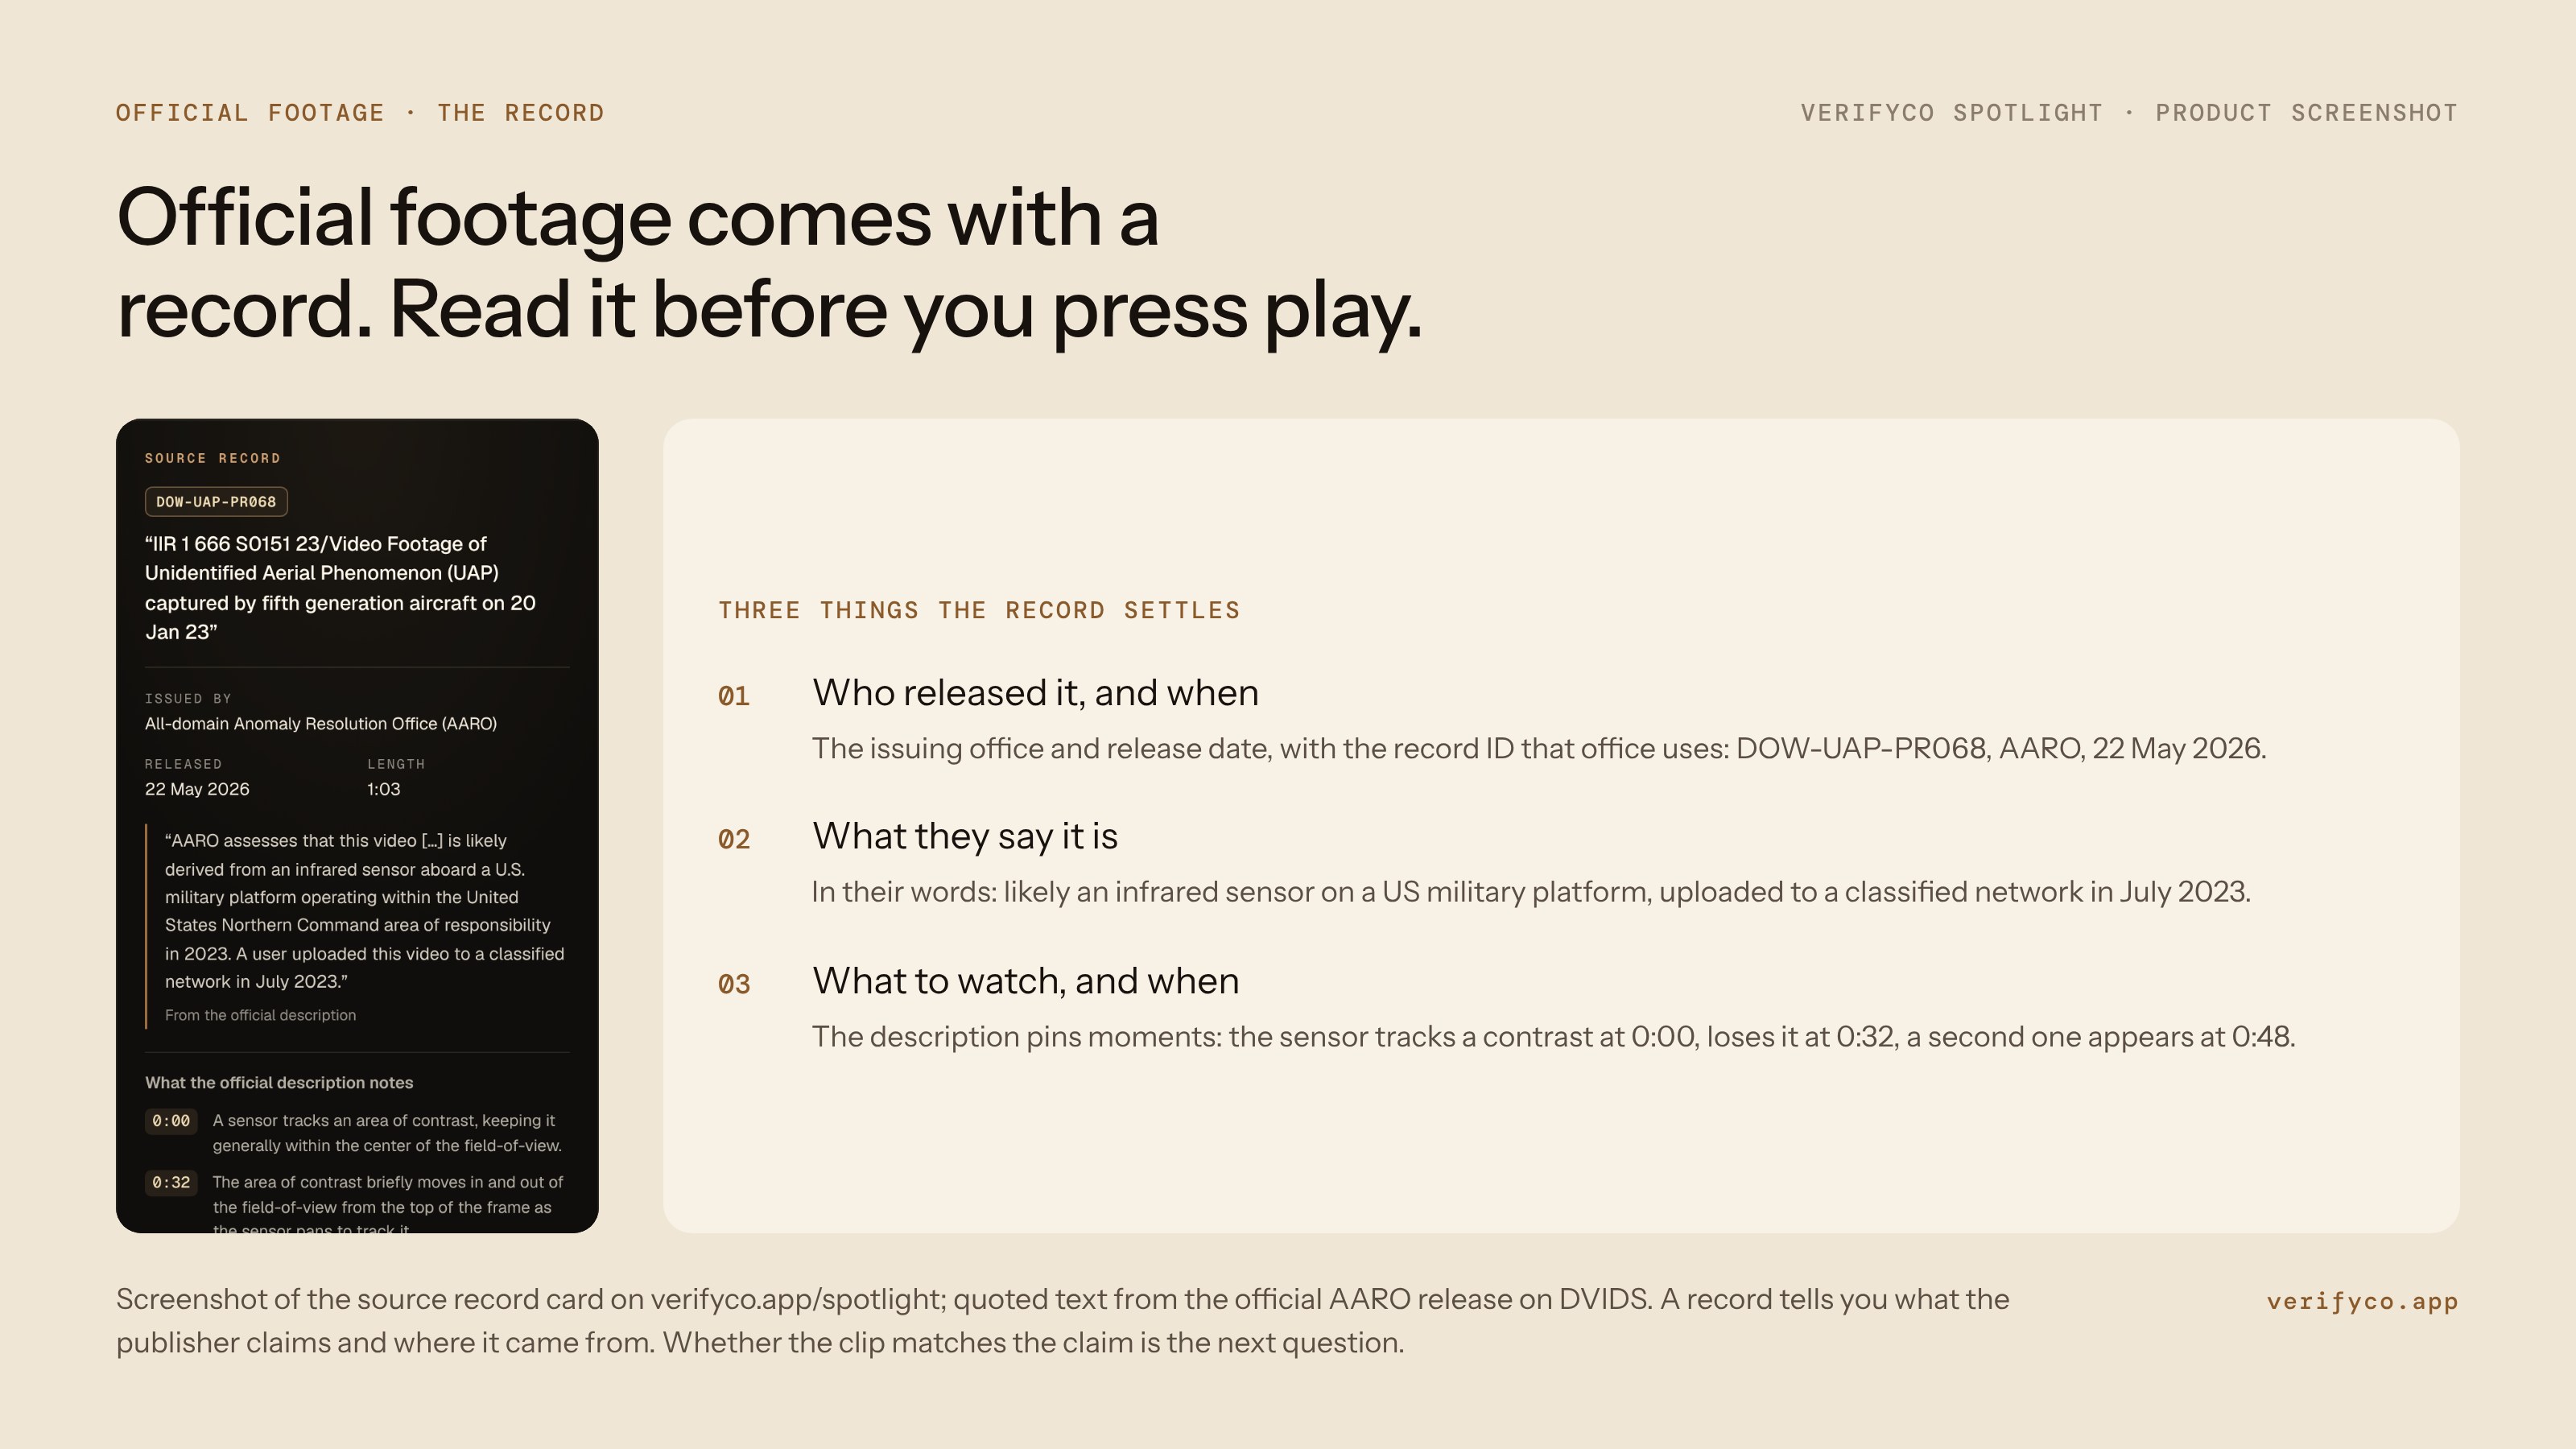 OFFICIAL FOOTAGE · THE RECORD
VERIFYCO SPOTLIGHT · PRODUCT SCREENSHOT
Official footage comes with a
record. Read it before you press play.
SOURCE RECORD
DOW-UAP-PR068
“IIR 1 666 S0151 23/Video Footage of
Unidentified Aerial Phenomenon (UAP)
captured by fifth generation aircraft on 20
Jan 23”
ISSUED BY
All-domain Anomaly Resolution Office (AARO)
RELEASED LENGTH
22 May 2026 1:03
“AARO assesses that this video […] is likely
derived from an infrared sensor aboard a U.S.
military platform operating within the United
States Northern Command area of responsibility
in 2023. A user uploaded this video to a classified
network in July 2023.”
From the official description
What the official description notes
0:00 A sensor tracks an area of contrast, keeping it
generally within the center of the field-of-view.
0:32 The area of contrast briefly moves in and out of
the field-of-view from the top of the frame as
the sensor pans to track it
THREE THINGS THE RECORD SETTLES
01 Who released it, and when
The issuing office and release date, with the record ID that office uses: DOW-UAP-PR068, AARO, 22 May 2026.
02 What they say it is
In their words: likely an infrared sensor on a US military platform, uploaded to a classified network in July 2023.
03 What to watch, and when
The description pins moments: the sensor tracks a contrast at 0:00, loses it at 0:32, a second one appears at 0:48.
Screenshot of the source record card on verifyco.app/spotlight; quoted text from the official AARO release on DVIDS. A record tells you what the
publisher claims and where it came from. Whether the clip matches the claim is the next question.
verifyco.app